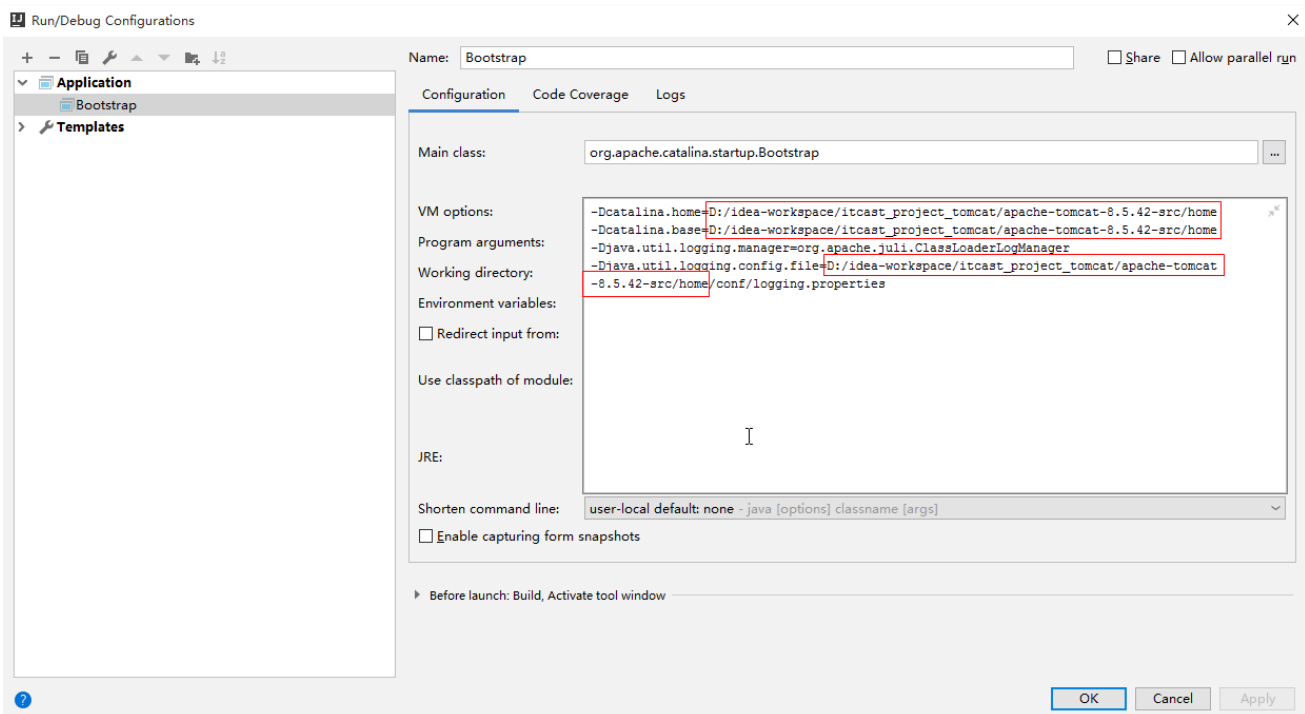 Run/Debug Configurations
Application
Bootstrap
Templates
Name: Bootstrap
Share Allow parallel run
Configuration Code Coverage Logs
Main class: org.apache.catalina.startup.Bootstrap ...
VM options:
-Dcatalina.home=D:/idea-workspace/itcast_project_tomcat/apache-tomcat-8.5.42-src/home
-Dcatalina.base=D:/idea-workspace/itcast_project_tomcat/apache-tomcat-8.5.42-src/home
-Djava.util.logging.manager=org.apache.juli.ClassLoaderLogManager
-Djava.util.logging.config.file=D:/idea-workspace/itcast_project_tomcat/apache-tomcat
-8.5.42-src/home/conf/logging.properties
Program arguments:
Working directory:
Environment variables:
Redirect input from:
Use classpath of module:
JRE:
Shorten command line: user-local default: none - java [options] classname [args]
Enable capturing form snapshots
Before launch: Build, Activate tool window
? OK Cancel Apply